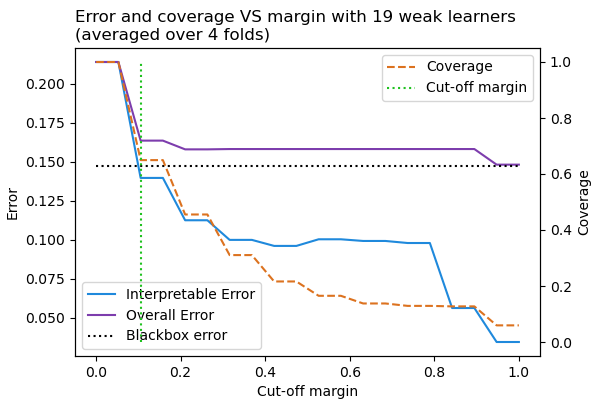 Error and coverage VS margin with 19 weak learners
(averaged over 4 folds)
Coverage
Cut-off margin
0.200
0.175
0.150
0.125
0.100
0.075
0.050
Error
1.0
0.8
0.6
0.4
0.2
0.0
Coverage
Interpretable Error
Overall Error
Blackbox error
0.0 0.2 0.4 0.6 0.8 1.0
Cut-off margin